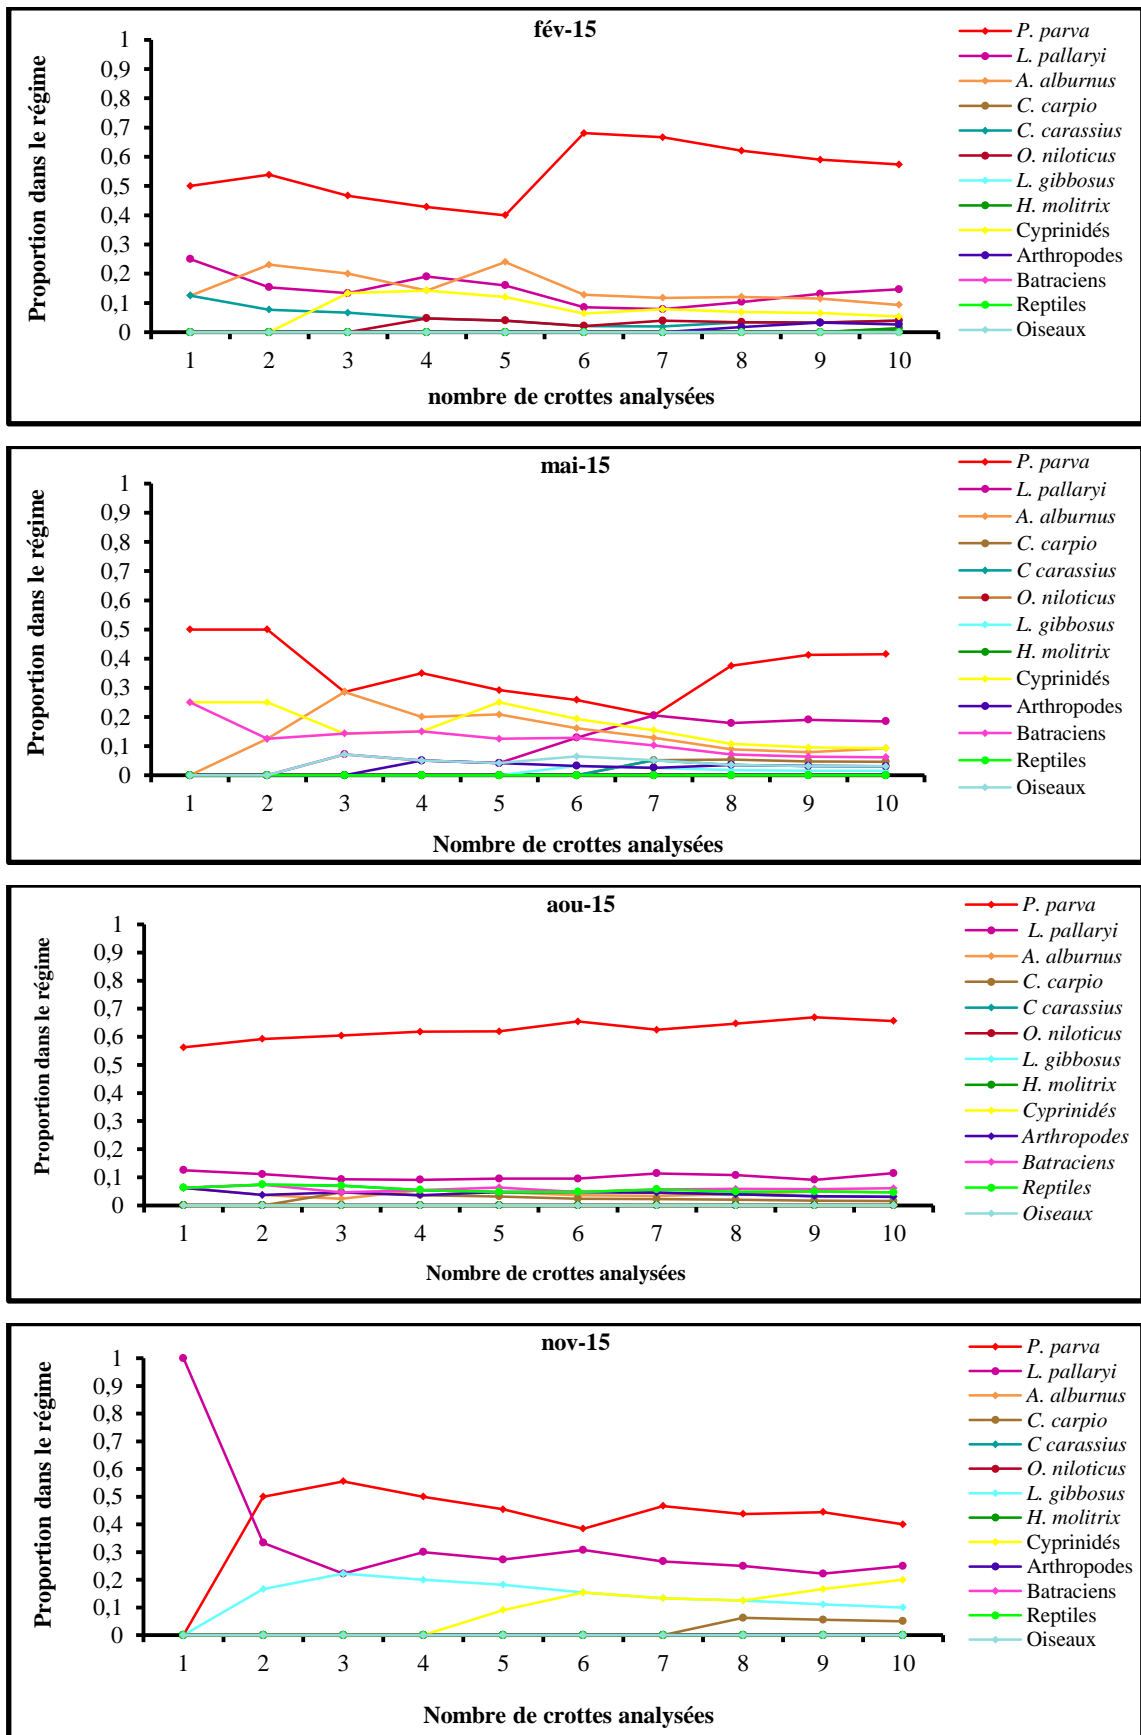 fév-15
Proportion dans le régime
1
0,9
0,8
0,7
0,6
0,5
0,4
0,3
0,2
0,1
0
1 2 3 4 5 6 7 8 9 10
nombre de crottes analysées
P. parva
L. pallaryi
A. alburnus
C. carpio
C. carassius
O. niloticus
L. gibbosus
H. molitrix
Cyprinidés
Arthropodes
Batraciens
Reptiles
Oiseaux
mai-15
Proportion dans le régime
1
0,9
0,8
0,7
0,6
0,5
0,4
0,3
0,2
0,1
0
1 2 3 4 5 6 7 8 9 10
Nombre de crottes analysées
P. parva
L. pallaryi
A. alburnus
C. carpio
C carassius
O. niloticus
L. gibbosus
H. molitrix
Cyprinidés
Arthropodes
Batraciens
Reptiles
Oiseaux
aou-15
Proportion dans le régime
1
0,9
0,8
0,7
0,6
0,5
0,4
0,3
0,2
0,1
0
1 2 3 4 5 6 7 8 9 10
Nombre de crottes analysées
P. parva
L. pallaryi
A. alburnus
C. carpio
C carassius
O. niloticus
L. gibbosus
H. molitrix
Cyprinidés
Arthropodes
Batraciens
Reptiles
Oiseaux
nov-15
Proportion dans le régime
1
0,9
0,8
0,7
0,6
0,5
0,4
0,3
0,2
0,1
0
1 2 3 4 5 6 7 8 9 10
Nombre de crottes analysées
P. parva
L. pallaryi
A. alburnus
C. carpio
C carassius
O. niloticus
L. gibbosus
H. molitrix
Cyprinidés
Arthropodes
Batraciens
Reptiles
Oiseaux